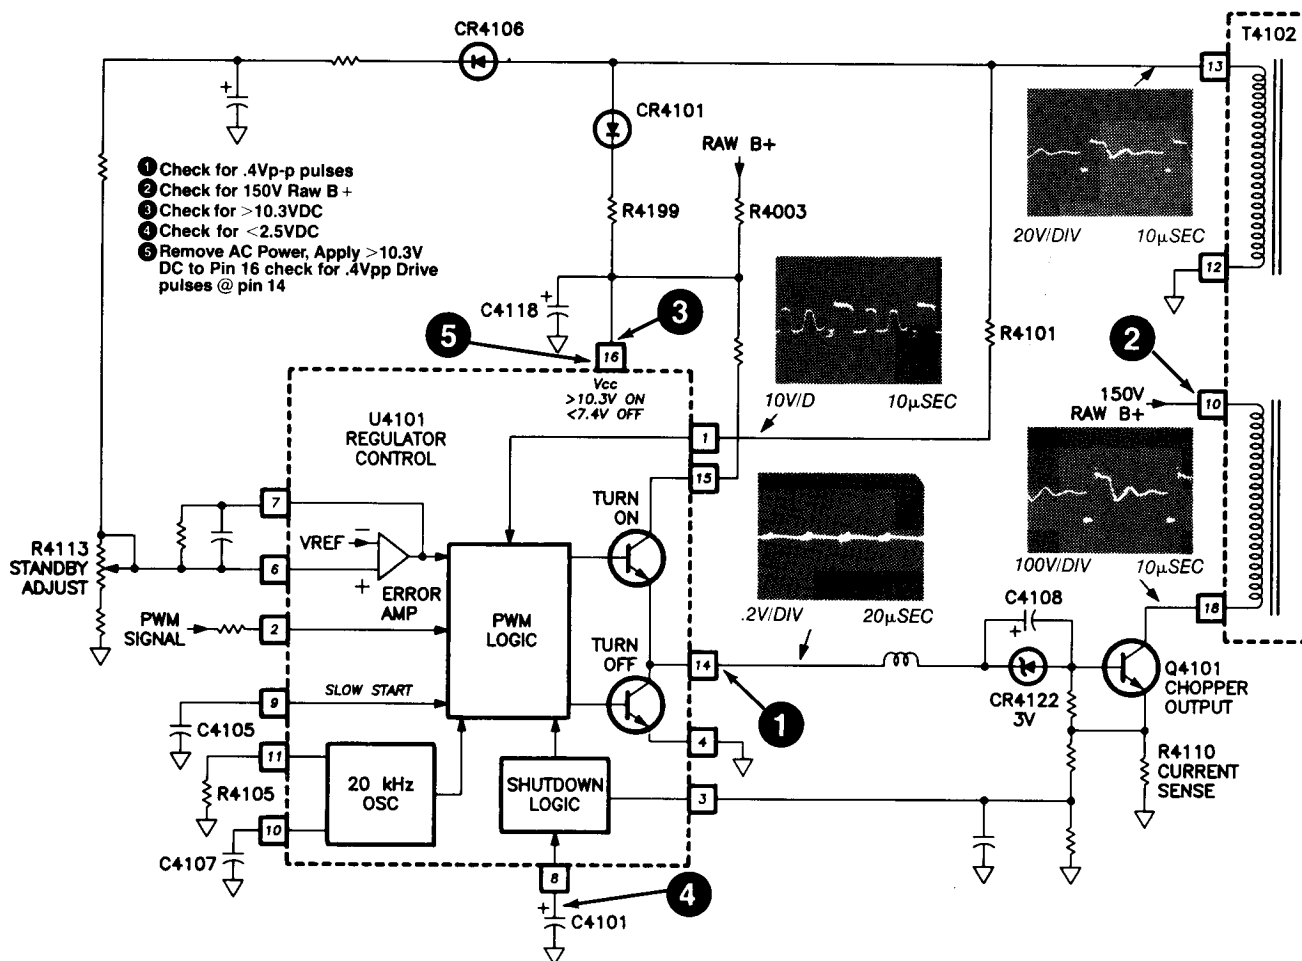 CR4106
T4102
13
CR4101
RAW B+
❶ Check for .4Vp-p pulses
❷ Check for 150V Raw B +
❸ Check for >10.3VDC
❹ Check for <2.5VDC
❺ Remove AC Power, Apply >10.3V
DC to Pin 16 check for .4Vpp Drive
pulses @ pin 14
R4199
R4003
20V/DIV 10µSEC
12
C4118
+
3
5
16
Vcc
>10.3V ON
<7.4V OFF
R4101
2
10V/D 10µSEC
150V
RAW B+
10
U4101
REGULATOR
CONTROL
1
15
7
TURN
ON
VREF
−
+
R4113
STANDBY
ADJUST
6
ERROR
AMP
PWM
LOGIC
100V/DIV 10µSEC
.2V/DIV 20µSEC
C4108
+
18
PWM
SIGNAL
2
TURN
OFF
14
Q4101
CHOPPER
OUTPUT
CR4122
3V
SLOW START
9
1
C4105
4
11
R4105
20 kHz
OSC
SHUTDOWN
LOGIC
3
R4110
CURRENT
SENSE
10
C4107
8
4
+
C4101